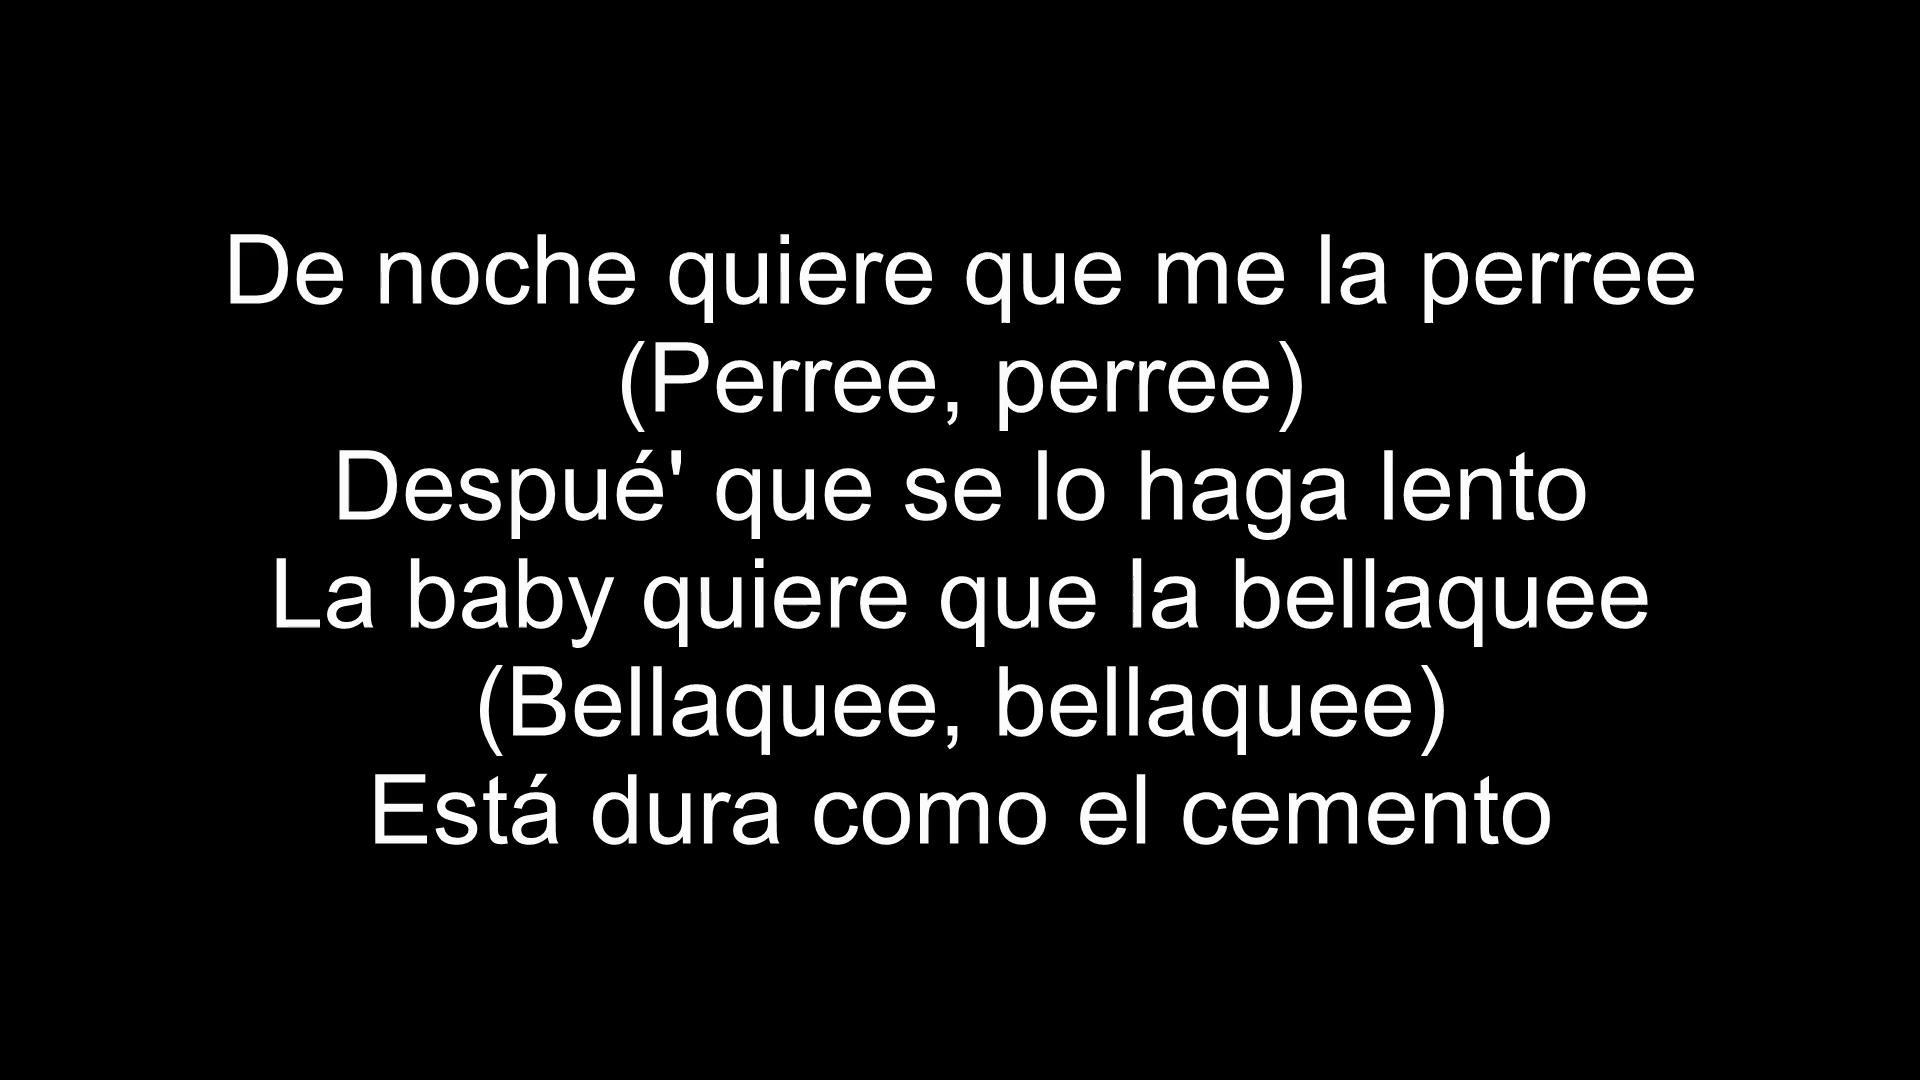 De noche quiere que me la perree
(Perree, perree)
Despué' que se lo haga lento
La baby quiere que la bellaquee
(Bellaquee, bellaquee)
Está dura como el cemento